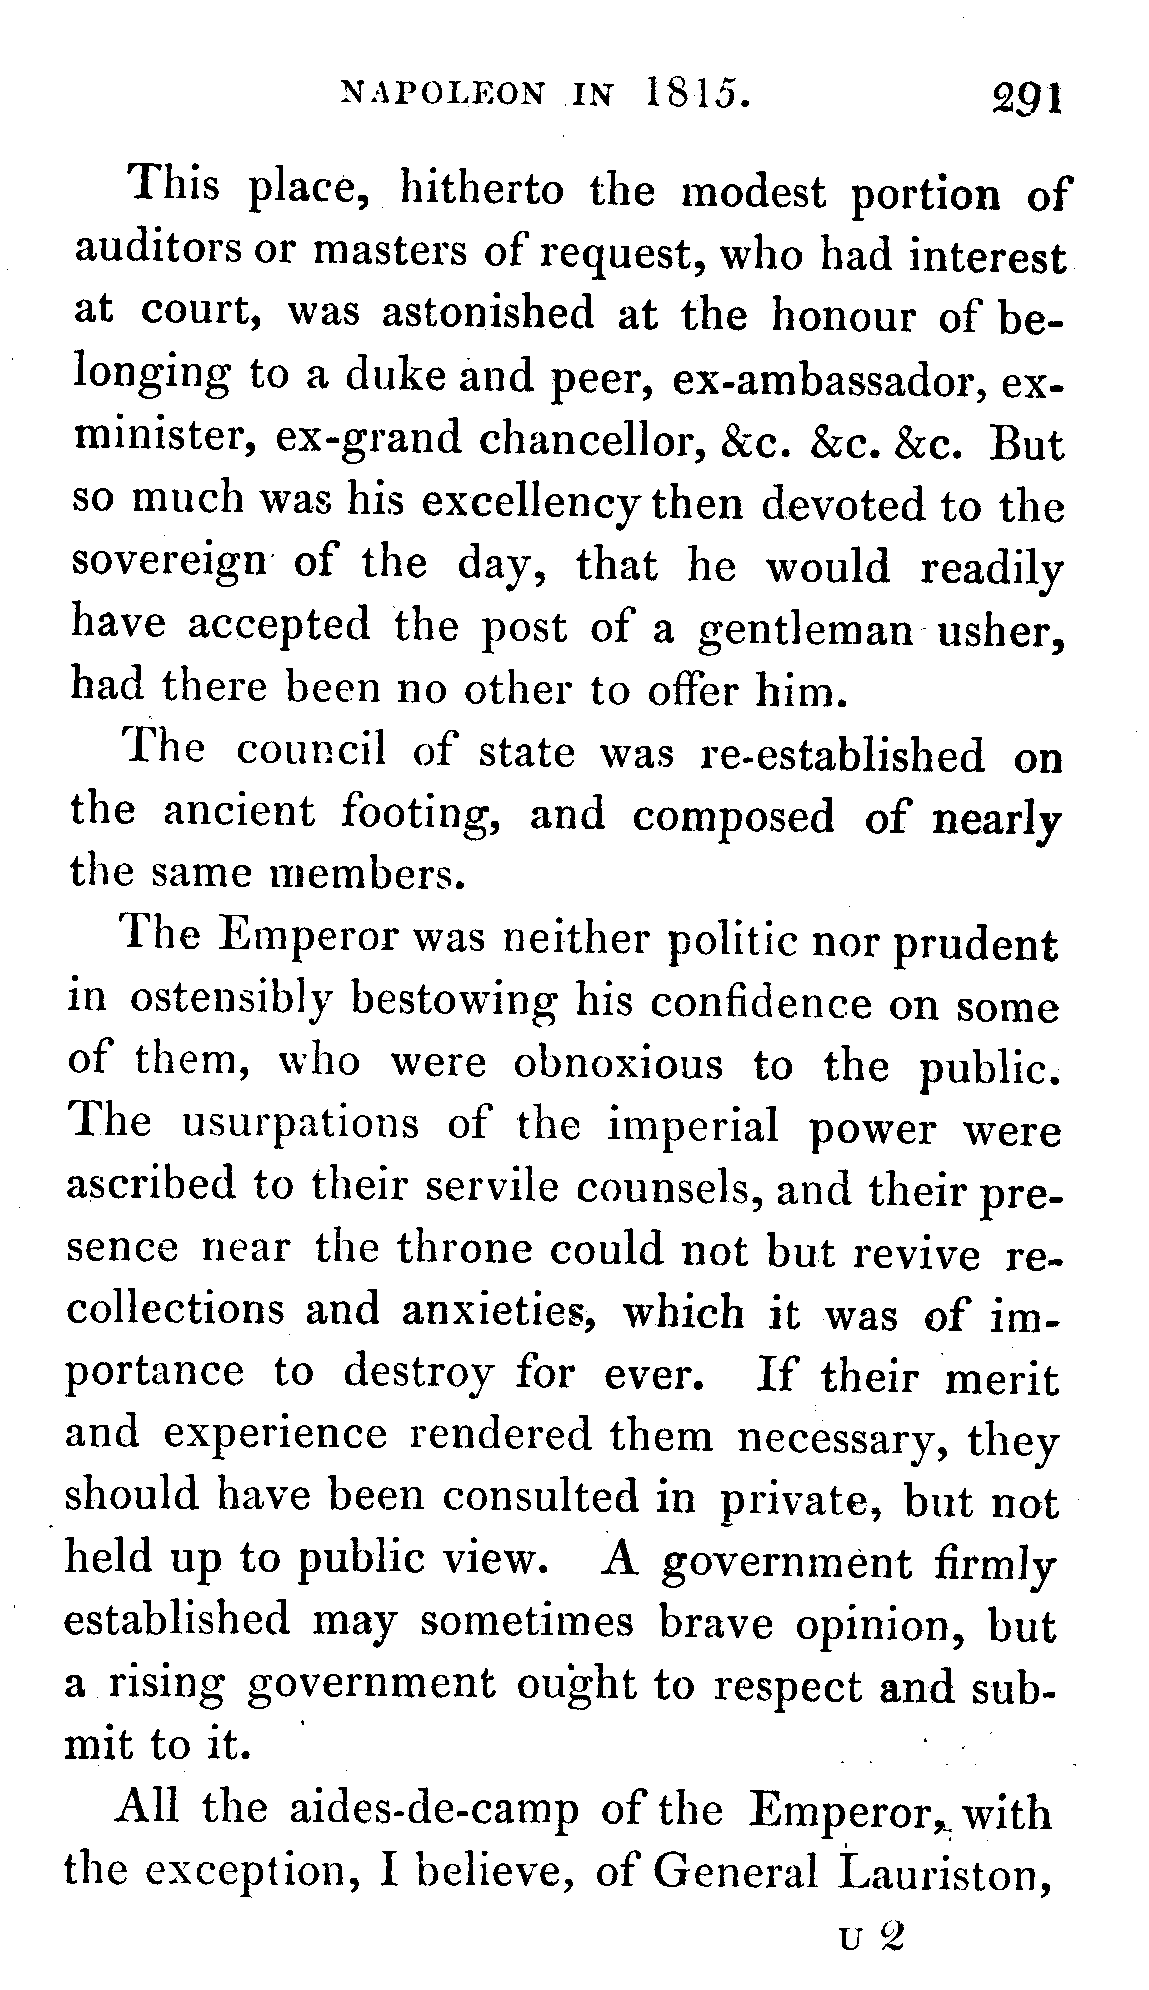 NAPOLEON IN 1815. 291
This place, hitherto the modest portion of
auditors or masters of request, who had interest
at court, was astonished at the honour of be-
longing to a duke and peer, ex-ambassador, ex-
minister, ex-grand chancellor, &c. &c. &c. But
so much was his excellency then devoted to the
sovereign of the day, that he would readily
have accepted the post of a gentleman usher,
had there been no other to offer him.
The council of state was re-established on
the ancient footing, and composed of nearly
the same members.
The Emperor was neither politic nor prudent
in ostensibly bestowing his confidence on some
of them, who were obnoxious to the public.
The usurpations of the imperial power were
ascribed to their servile counsels, and their pre-
sence near the throne could not but revive re-
collections and anxieties, which it was of im-
portance to destroy for ever. If their merit
and experience rendered them necessary, they
should have been consulted in private, but not
held up to public view. A government firmly
established may sometimes brave opinion, but
a rising government ought to respect and sub-
mit to it.
All the aides-de-camp of the Emperor, with
the exception, I believe, of General Lauriston,
U 2